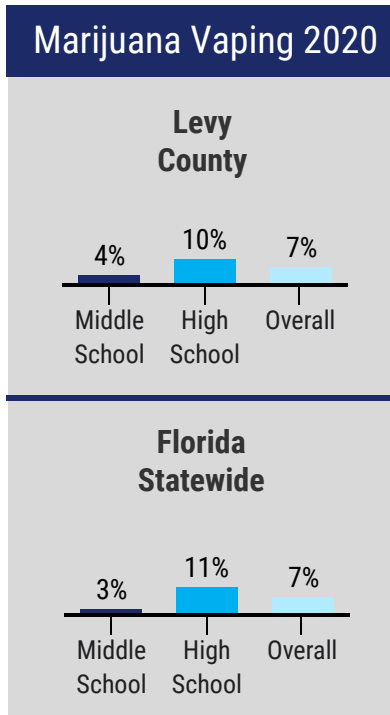 Marijuana Vaping 2020
Levy
County
4%
10%
7%
Middle
School
High
School
Overall
Florida
Statewide
3%
11%
7%
Middle
School
High
School
Overall